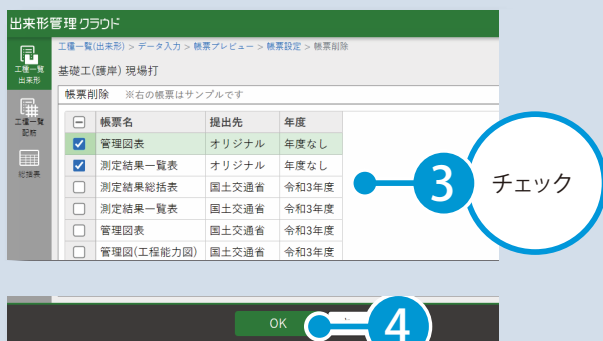 出来形管理クラウド
工種一覧(出来形) > データ入力 > 帳票プレビュー > 帳票設定 > 帳票削除
工種一覧
出来形
基礎工(護岸) 現場打
帳票削除 ※右の帳票はサンプルです
工種一覧
記録
総括表
帳票名 提出先 年度
管理図表 オリジナル 年度なし
測定結果一覧表 オリジナル 年度なし
測定結果総括表 国土交通省 令和3年度
測定結果一覧表 国土交通省 令和3年度
管理図表 国土交通省 令和3年度
管理図(工程能力図) 国土交通省 令和3年度
3 チェック
OK 4